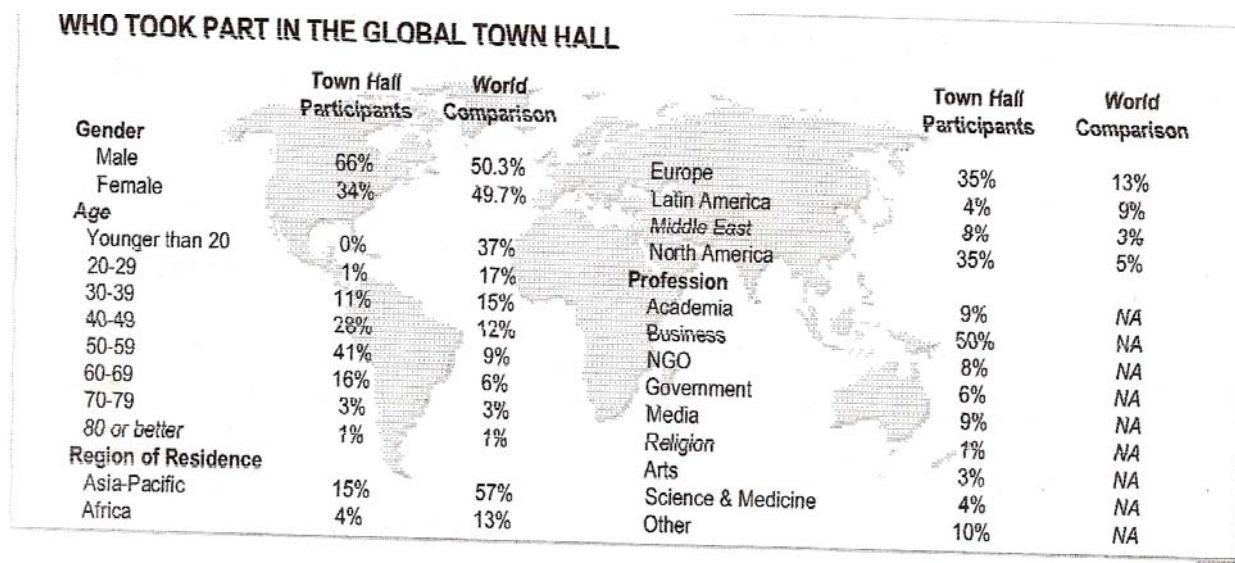 WHO TOOK PART IN THE GLOBAL TOWN HALL
Town Hall World
Participants Comparison
Gender
Male 66% 50.3%
Female 34% 49.7%
Age
Younger than 20 0% 37%
20-29 1% 17%
30-39 11% 15%
40-49 28% 12%
50-59 41% 9%
60-69 16% 6%
70-79 3% 3%
80 or better 1% 1%
Region of Residence
Asia-Pacific 15% 57%
Africa 4% 13%
Town Hall World
Participants Comparison
Europe 35% 13%
Latin America 4% 9%
Middle East 8% 3%
North America 35% 5%
Profession
Academia 9% NA
Business 50% NA
NGO 8% NA
Government 6% NA
Media 9% NA
Religion 1% NA
Arts 3% NA
Science & Medicine 4% NA
Other 10% NA